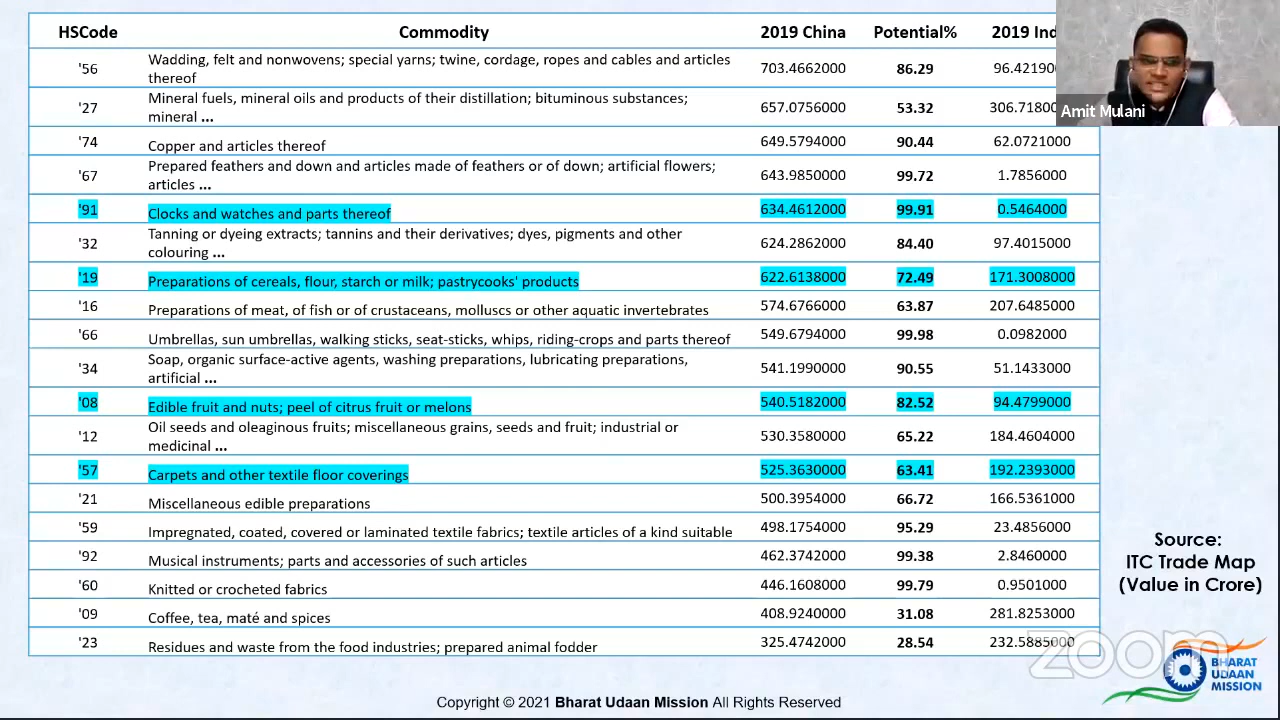 HSCode Commodity 2019 China Potential% 2019
'56 Wadding, felt and nonwovens; special yarns; twine, cordage, ropes and cables and articles 703.4662000 86.29
thereof
'27 Mineral fuels, mineral oils and products of their distillation; bituminous substances; 657.0756000 53.32
mineral ...
'74 Copper and articles thereof 649.5794000 90.44 62.0721000
'67 Prepared feathers and down and articles made of feathers or of down; artificial flowers; 643.9850000 99.72 1.7856000
articles ...
'91 Clocks and watches and parts thereof 634.4612000 99.91 0.5464000
'32 Tanning or dyeing extracts; tannins and their derivatives; dyes, pigments and other 624.2862000 84.40 97.4015000
colouring ...
'19 Preparations of cereals, flour, starch or milk; pastrycooks' products 622.6138000 72.49 171.3008000
'16 Preparations of meat, of fish or of crustaceans, molluscs or other aquatic invertebrates 574.6766000 63.87 207.6485000
'66 Umbrellas, sun umbrellas, walking sticks, seat-sticks, whips, riding-crops and parts thereof 549.6794000 99.98 0.0982000
'34 Soap, organic surface-active agents, washing preparations, lubricating preparations, 541.1990000 90.55 51.1433000
artificial ...
'08 Edible fruit and nuts; peel of citrus fruit or melons 540.5182000 82.52 94.4799000
'12 Oil seeds and oleaginous fruits; miscellaneous grains, seeds and fruit; industrial or 530.3580000 65.22 184.4604000
medicinal ...
'57 Carpets and other textile floor coverings 525.3630000 63.41 192.2393000
'21 Miscellaneous edible preparations 500.3954000 66.72 166.5361000
'59 Impregnated, coated, covered or laminated textile fabrics; textile articles of a kind suitable 498.1754000 95.29 23.4856000
'92 Musical instruments; parts and accessories of such articles 462.3742000 99.38 2.8460000
'60 Knitted or crocheted fabrics 446.1608000 99.79 0.9501000
'09 Coffee, tea, maté and spices 408.9240000 31.08 281.8253000
'23 Residues and waste from the food industries; prepared animal fodder 325.4742000 28.54 232.5885000
Amit Mulani
Source:
ITC Trade Map
(Value in Crore)
zoom
BHARAT
UDAAN
MISSION
Copyright © 2021 Bharat Udaan Mission All Rights Reserved